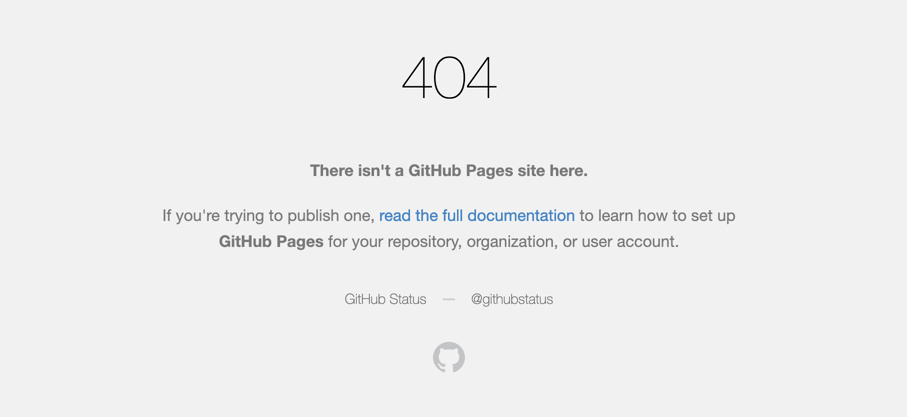 404
There isn't a GitHub Pages site here.
If you're trying to publish one, read the full documentation to learn how to set up
GitHub Pages for your repository, organization, or user account.
GitHub Status — @githubstatus